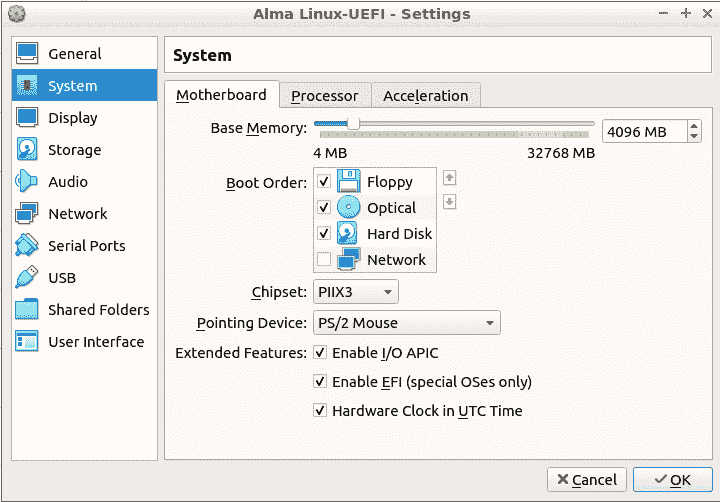 Alma Linux-UEFI - Settings
General
System
Display
Storage
Audio
Network
Serial Ports
USB
Shared Folders
User Interface
System
Motherboard Processor Acceleration
Base Memory: 4096 MB
4 MB 32768 MB
Boot Order: Floppy
Optical
Hard Disk
Network
Chipset: PIIX3
Pointing Device: PS/2 Mouse
Extended Features: Enable I/O APIC
Enable EFI (special OSes only)
Hardware Clock in UTC Time
Cancel OK